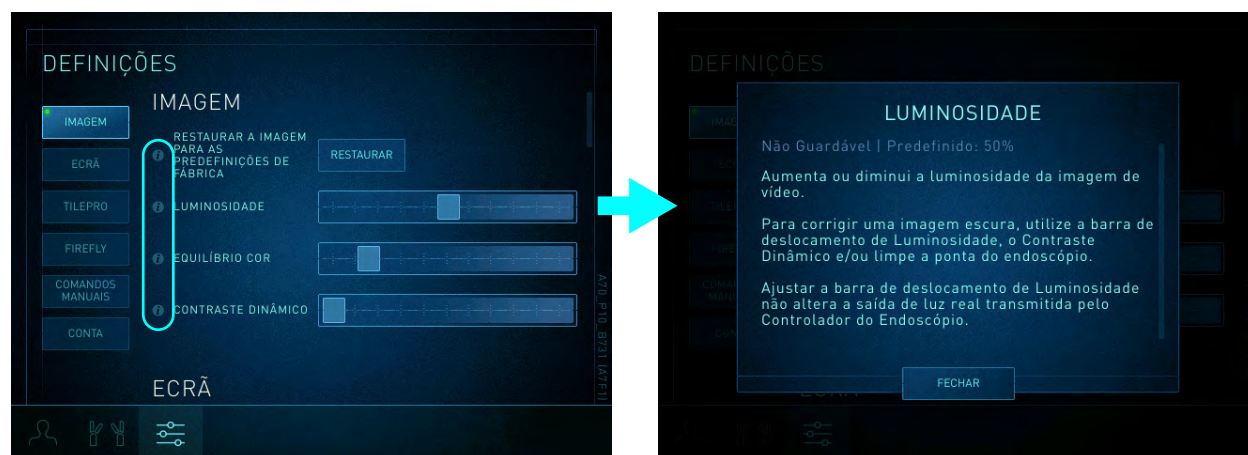 DEFINIÇÕES
IMAGEM
IMAGEM
RESTAURAR A IMAGEM
PARA AS
PREDEFINIÇÕES DE
FÁBRICA
RESTAURAR
ECRÃ
TILEPRO
LUMINOSIDADE
FIREFLY
EQUILÍBRIO COR
COMANDOS
MANUAIS
CONTRASTE DINÂMICO
CONTA
A70_P10_B731 (A7F1)
ECRÃ
DEFINIÇÕES
LUMINOSIDADE
Não Guardável | Predefinido: 50%
Aumenta ou diminui a luminosidade da imagem de
vídeo.
Para corrigir uma imagem escura, utilize a barra de
deslocamento de Luminosidade, o Contraste
Dinâmico e/ou limpe a ponta do endoscópio.
Ajustar a barra de deslocamento de Luminosidade
não altera a saída de luz real transmitida pelo
Controlador do Endoscópio.
FECHAR